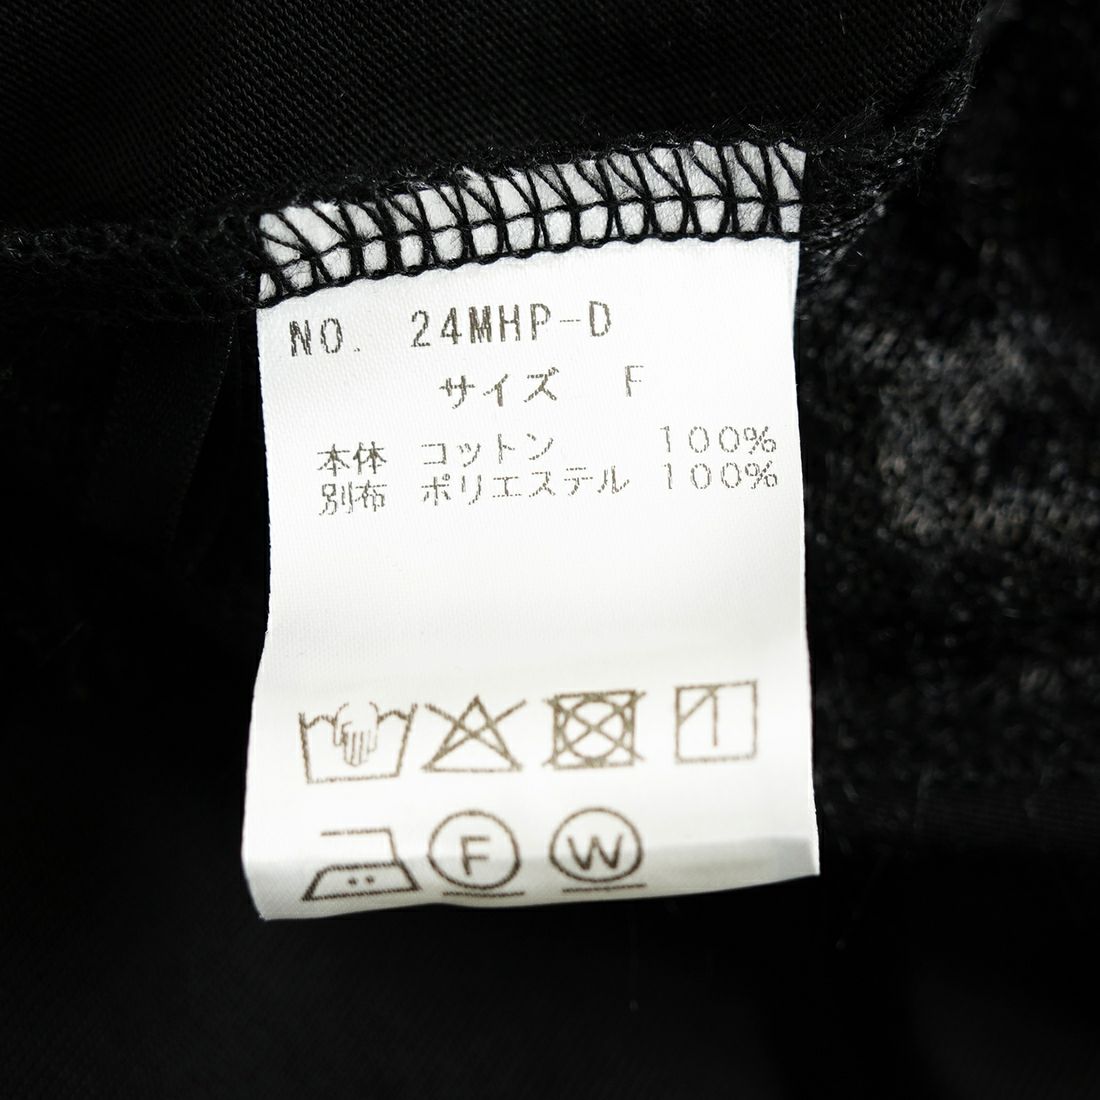 NO. 24MHP-D
サイズ F
本体 コットン 100%
別布 ポリエステル 100%
F W